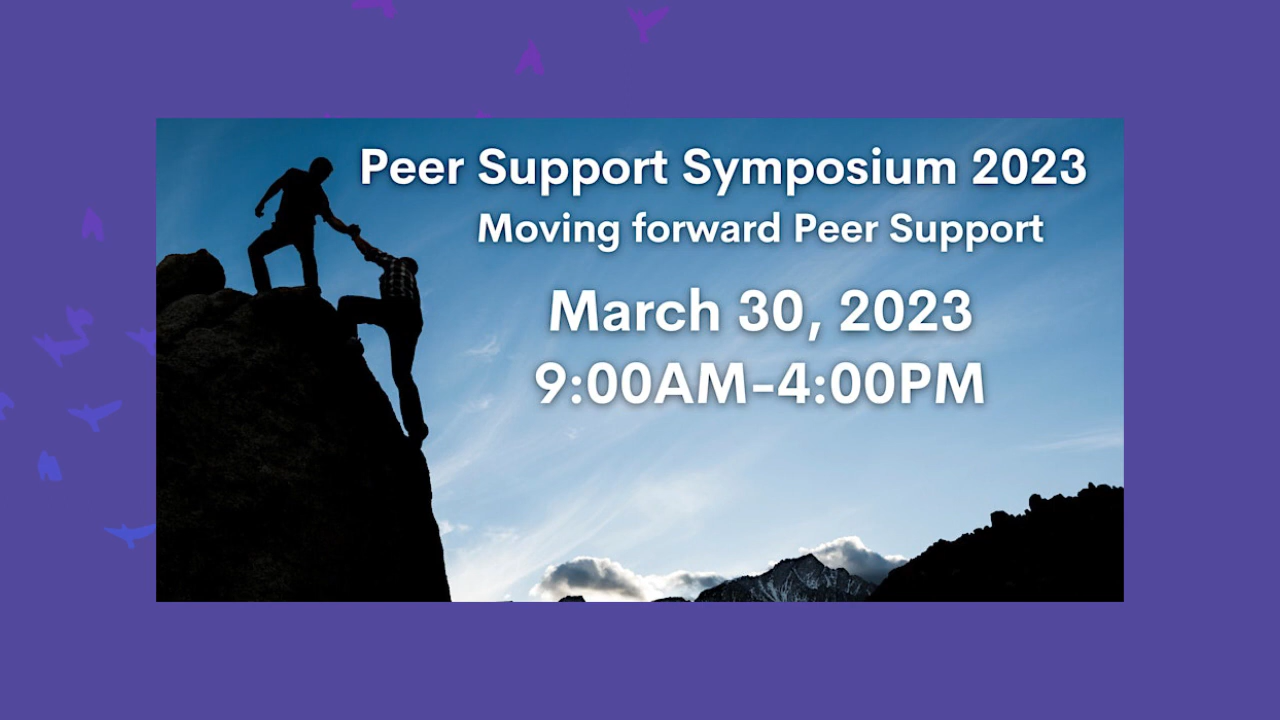 Peer Support Symposium 2023
Moving forward Peer Support
March 30, 2023
9:00AM-4:00PM